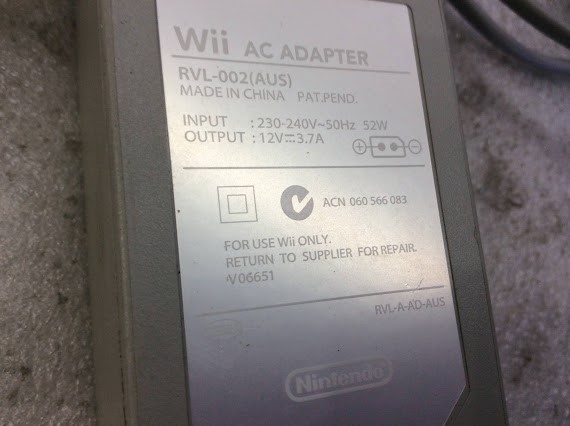 Wii AC ADAPTER
RVL-002(AUS)
MADE IN CHINA PAT.PEND.
INPUT : 230-240V~50Hz 52W
OUTPUT : 12V⎓3.7A
ACN 060 566 083
FOR USE Wii ONLY.
RETURN TO SUPPLIER FOR REPAIR.
V06651
RVL-A-AD-AUS
Nintendo